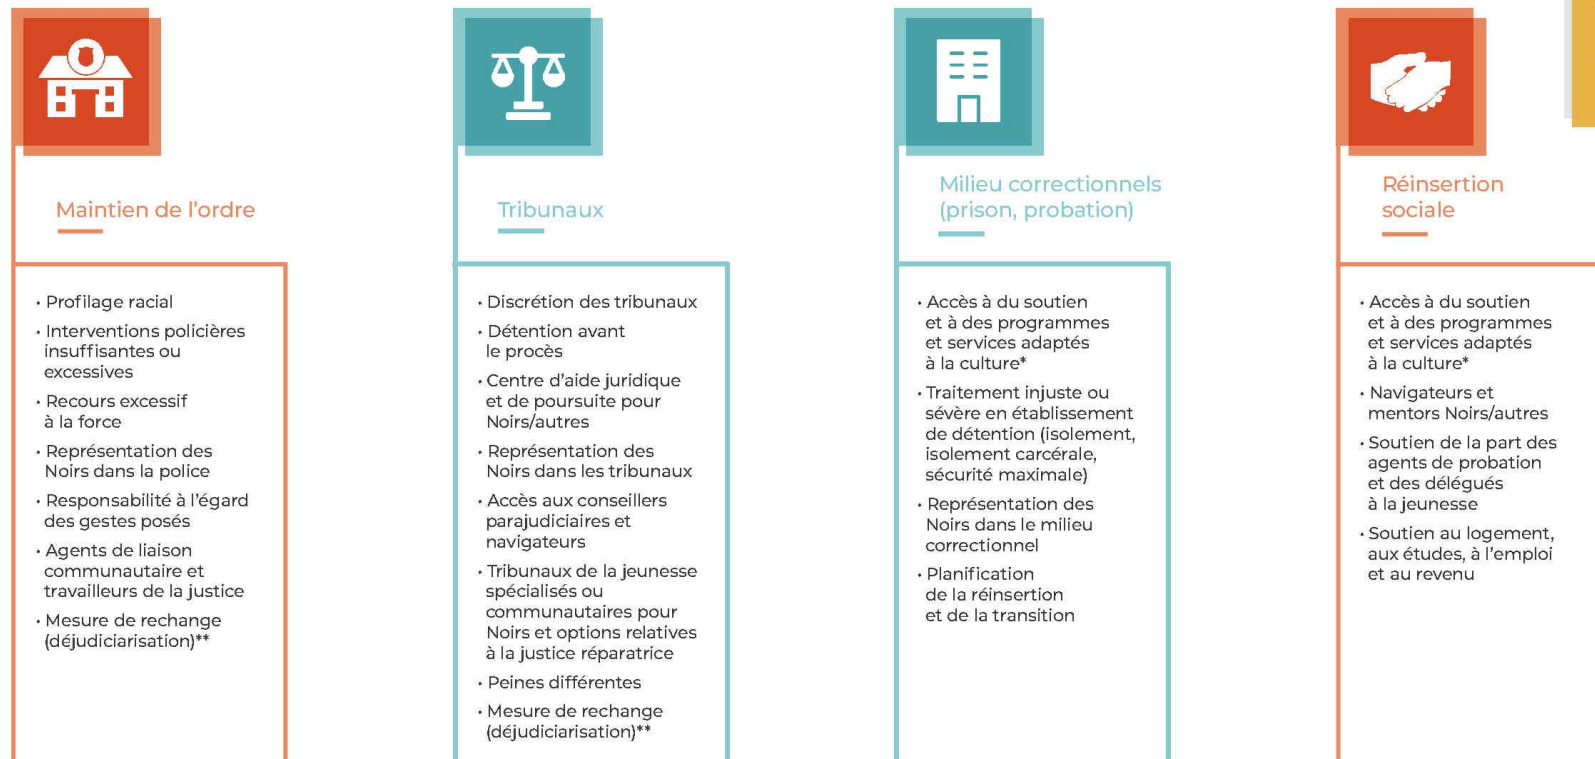 Maintien de l'ordre
• Profilage racial
• Interventions policières
insuffisantes ou
excessives
• Recours excessif
à la force
• Représentation des
Noirs dans la police
• Responsabilité à l'égard
des gestes posés
• Agents de liaison
communautaire et
travailleurs de la justice
• Mesure de rechange
(déjudiciarisation)**
Tribunaux
• Discrétion des tribunaux
• Détention avant
le procès
• Centre d'aide juridique
et de poursuite pour
Noirs/autres
• Représentation des
Noirs dans les tribunaux
• Accès aux conseillers
parajudiciaires et
navigateurs
• Tribunaux de la jeunesse
spécialisés ou
communautaires pour
Noirs et options relatives
à la justice réparatrice
• Peines différentes
• Mesure de rechange
(déjudiciarisation)**
Milieu correctionnels
(prison, probation)
• Accès à du soutien
et à des programmes
et services adaptés
à la culture*
• Traitement injuste ou
sévère en établissement
de détention (isolement,
isolement carcérale,
sécurité maximale)
• Représentation des
Noirs dans le milieu
correctionnel
• Planification
de la réinsertion
et de la transition
Réinsertion
sociale
• Accès à du soutien
et à des programmes
et services adaptés
à la culture*
• Navigateurs et
mentors Noirs/autres
• Soutien de la part des
agents de probation
et des délégués
à la jeunesse
• Soutien au logement,
aux études, à l'emploi
et au revenu